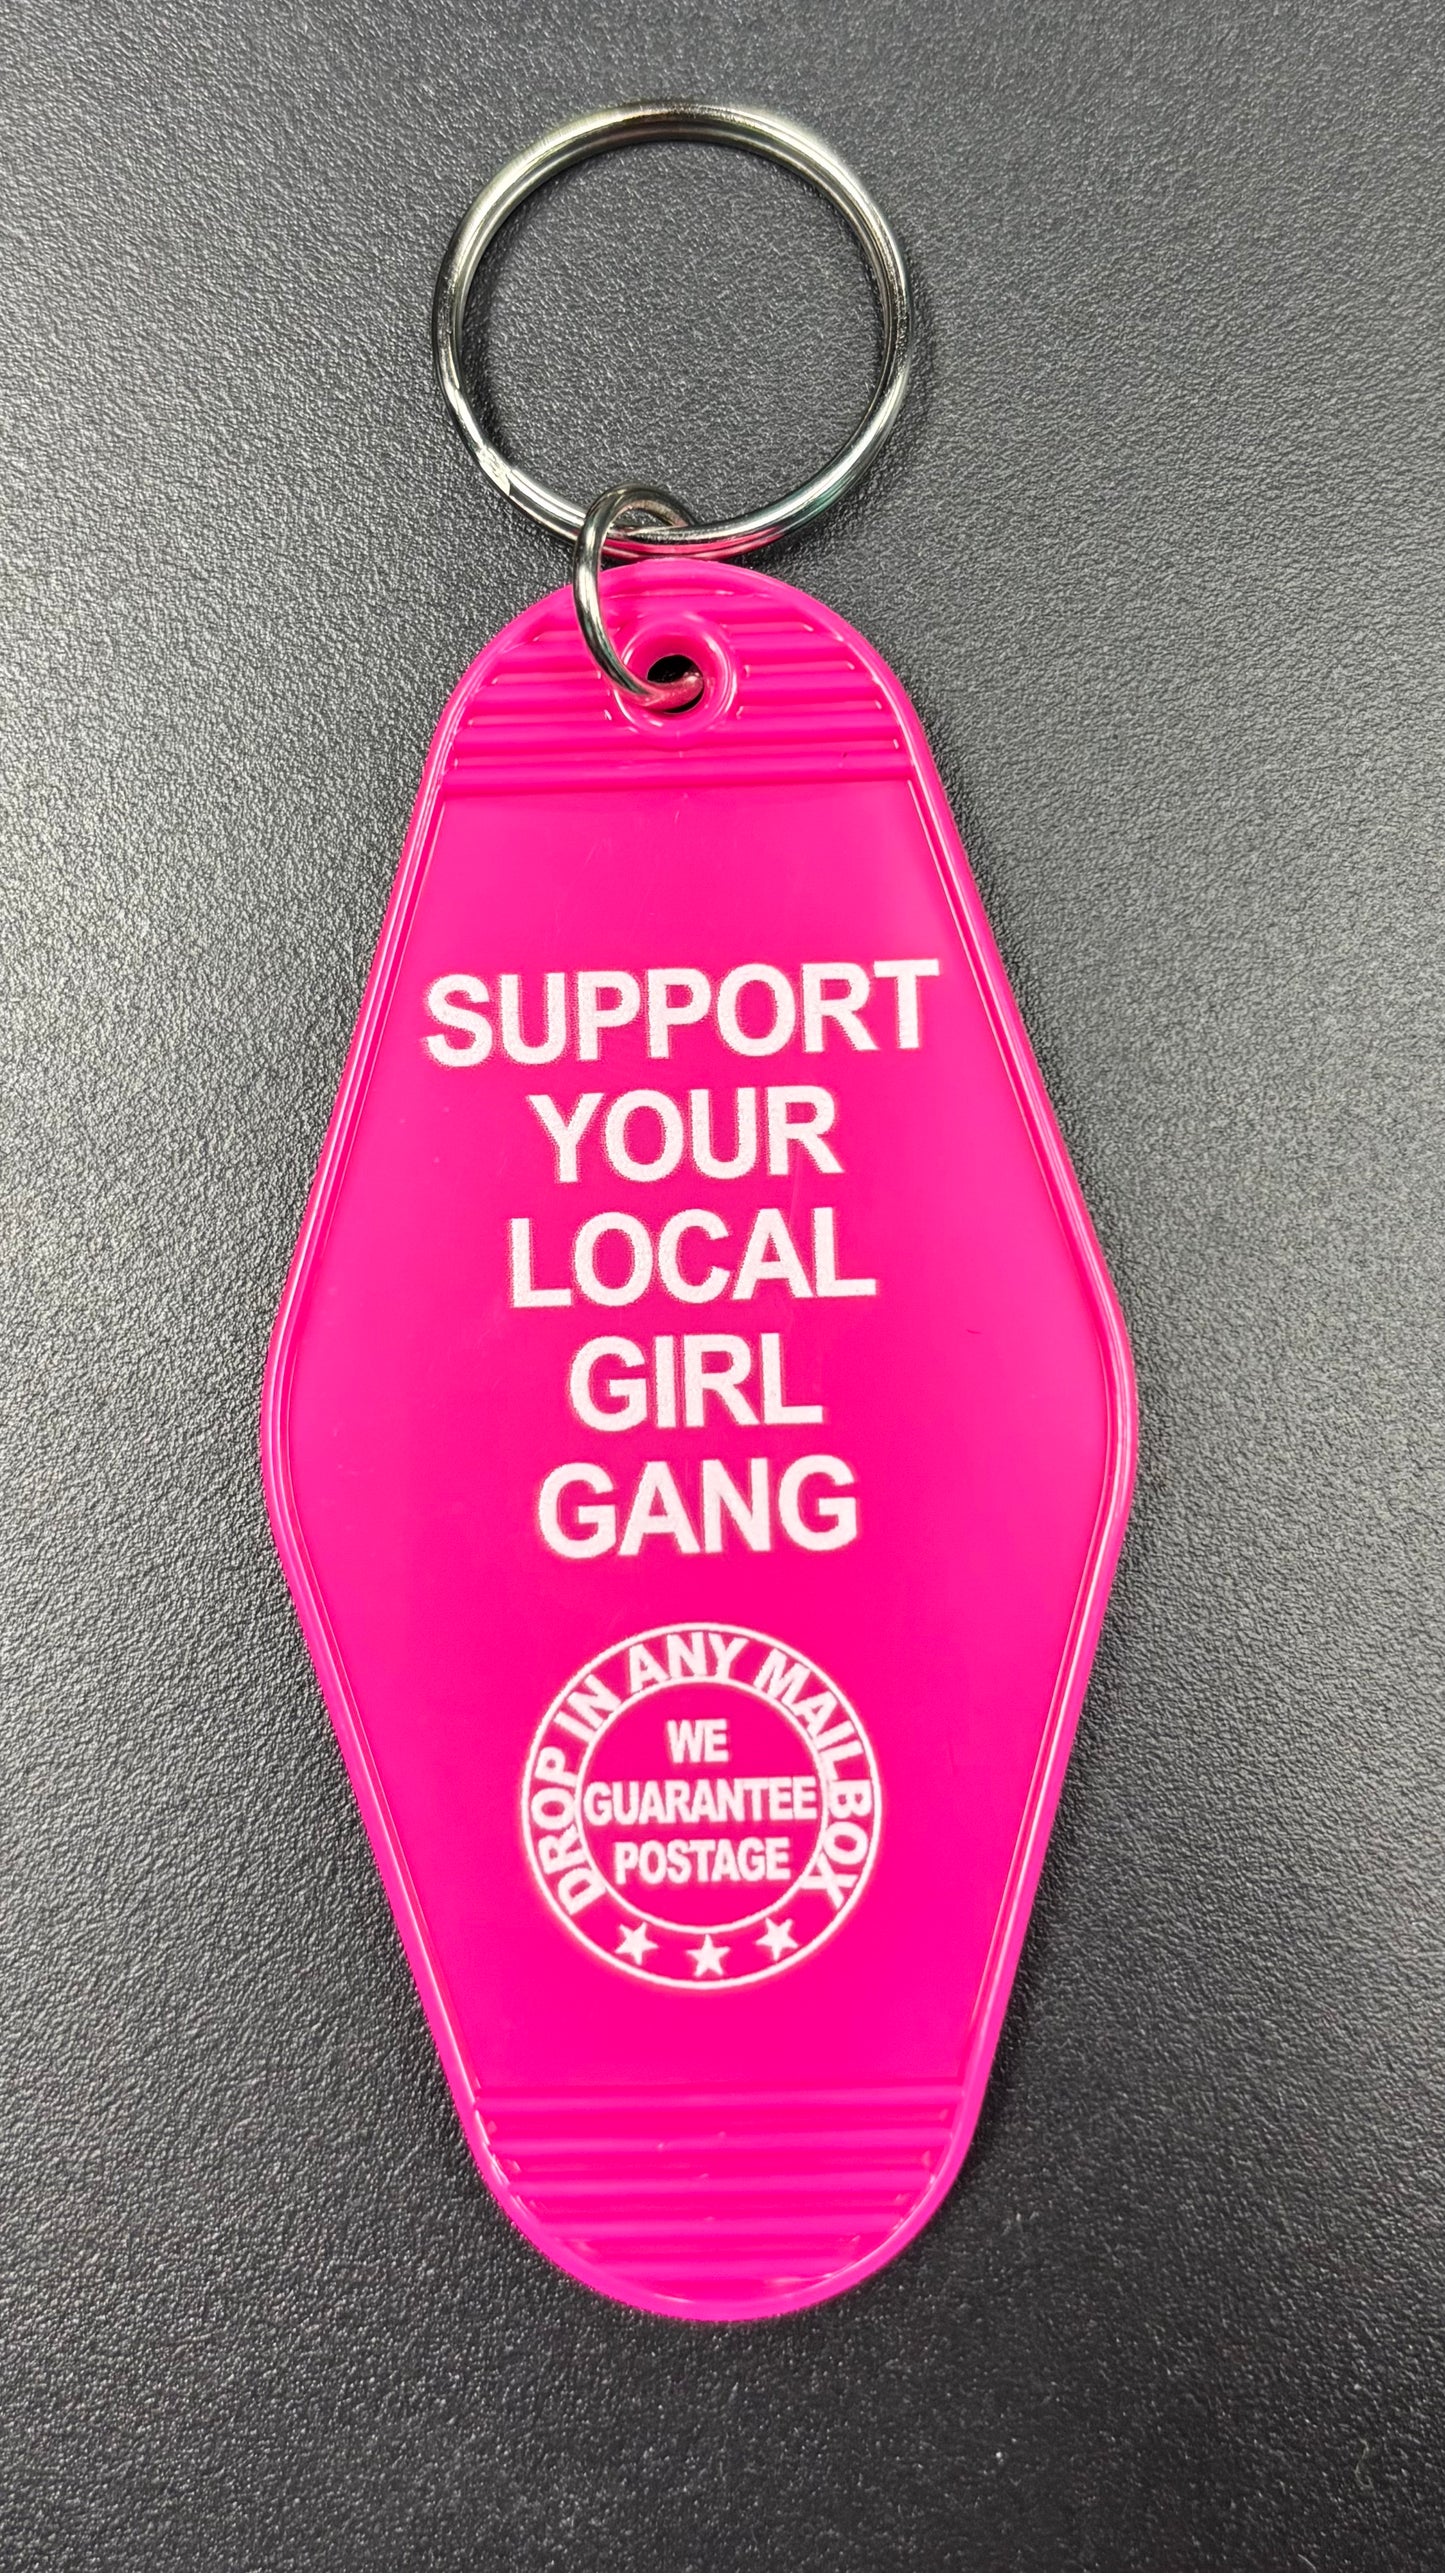 SUPPORT
YOUR
LOCAL
GIRL
GANG
DROP IN ANY MAILBOX
WE
GUARANTEE
POSTAGE